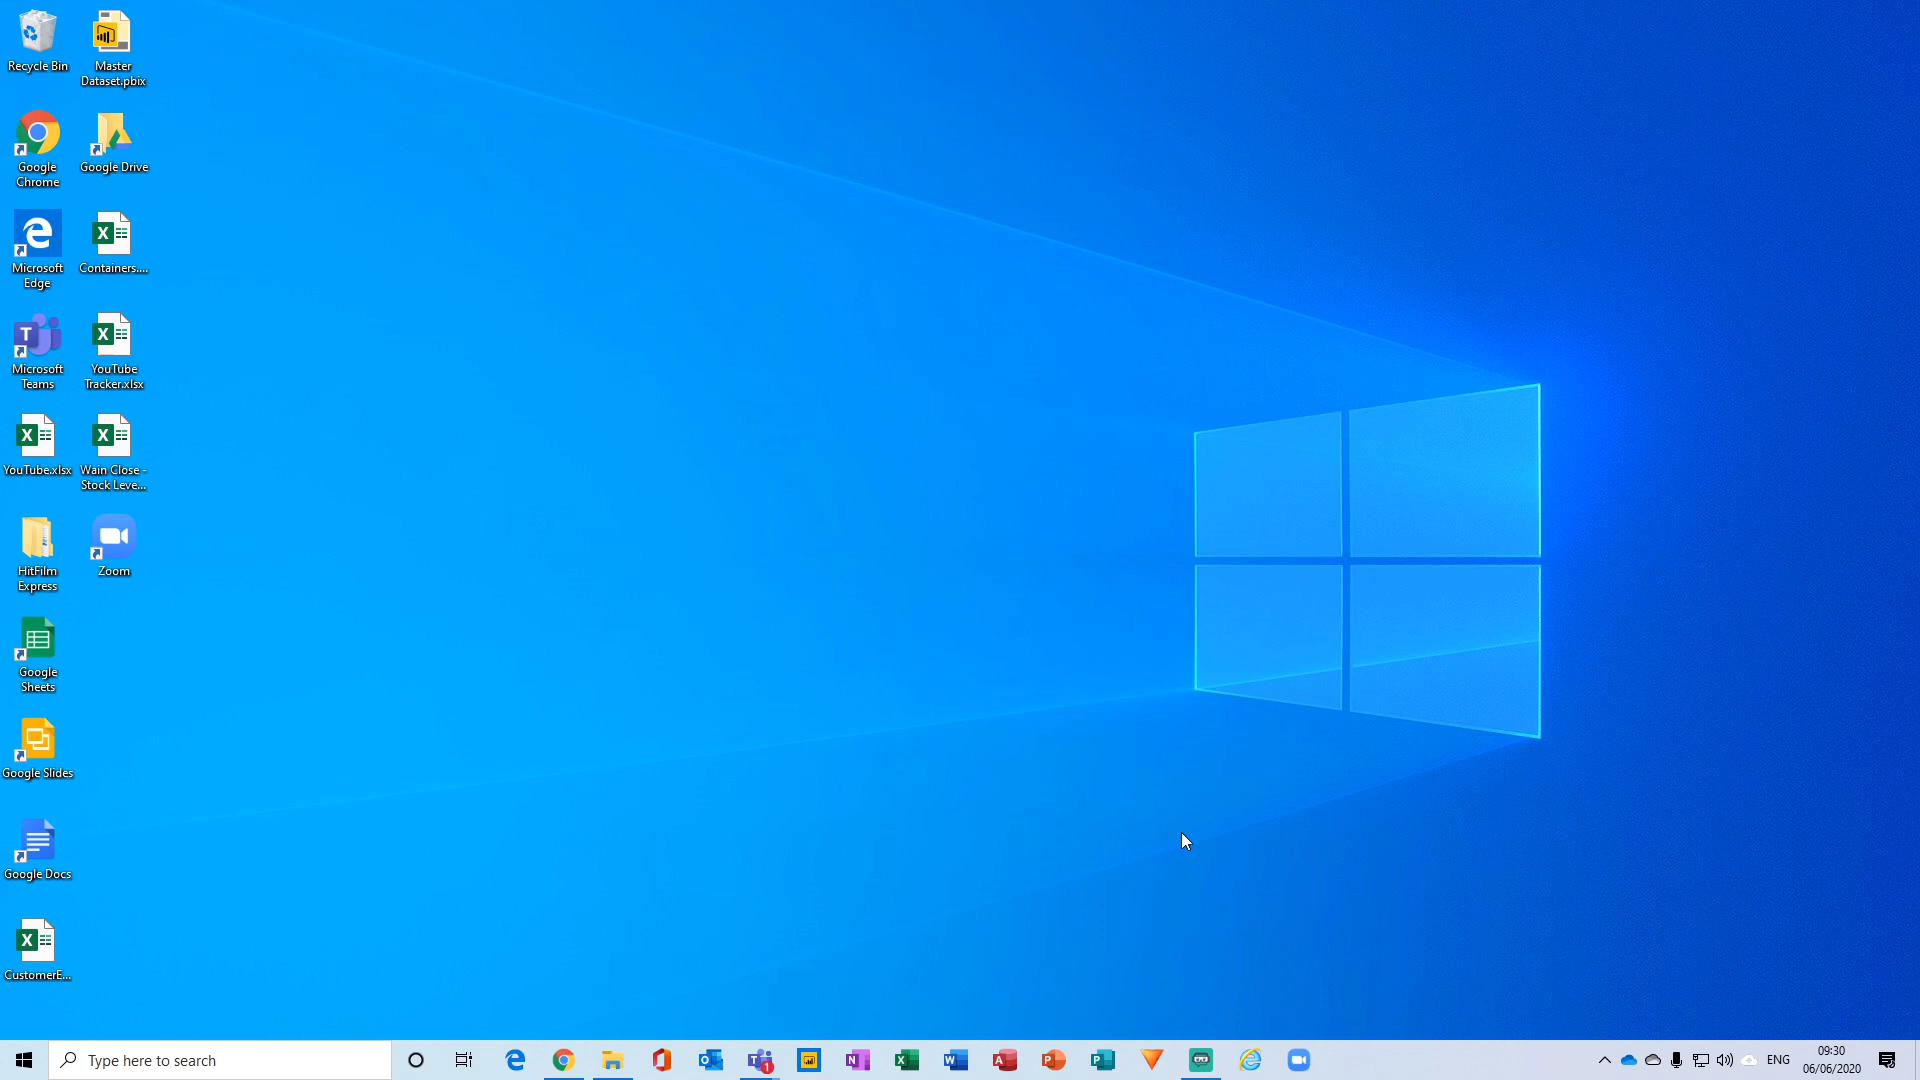 Recycle Bin
Master
Dataset.pbix
Google
Chrome
Google Drive
Microsoft
Edge
Containers....
Microsoft
Teams
YouTube
Tracker.xlsx
YouTube.xlsx
Wain Close -
Stock Leve...
HitFilm
Express
Zoom
Google
Sheets
Google Slides
Google Docs
CustomerE...
Type here to search
1
ENG
09:30
06/06/2020